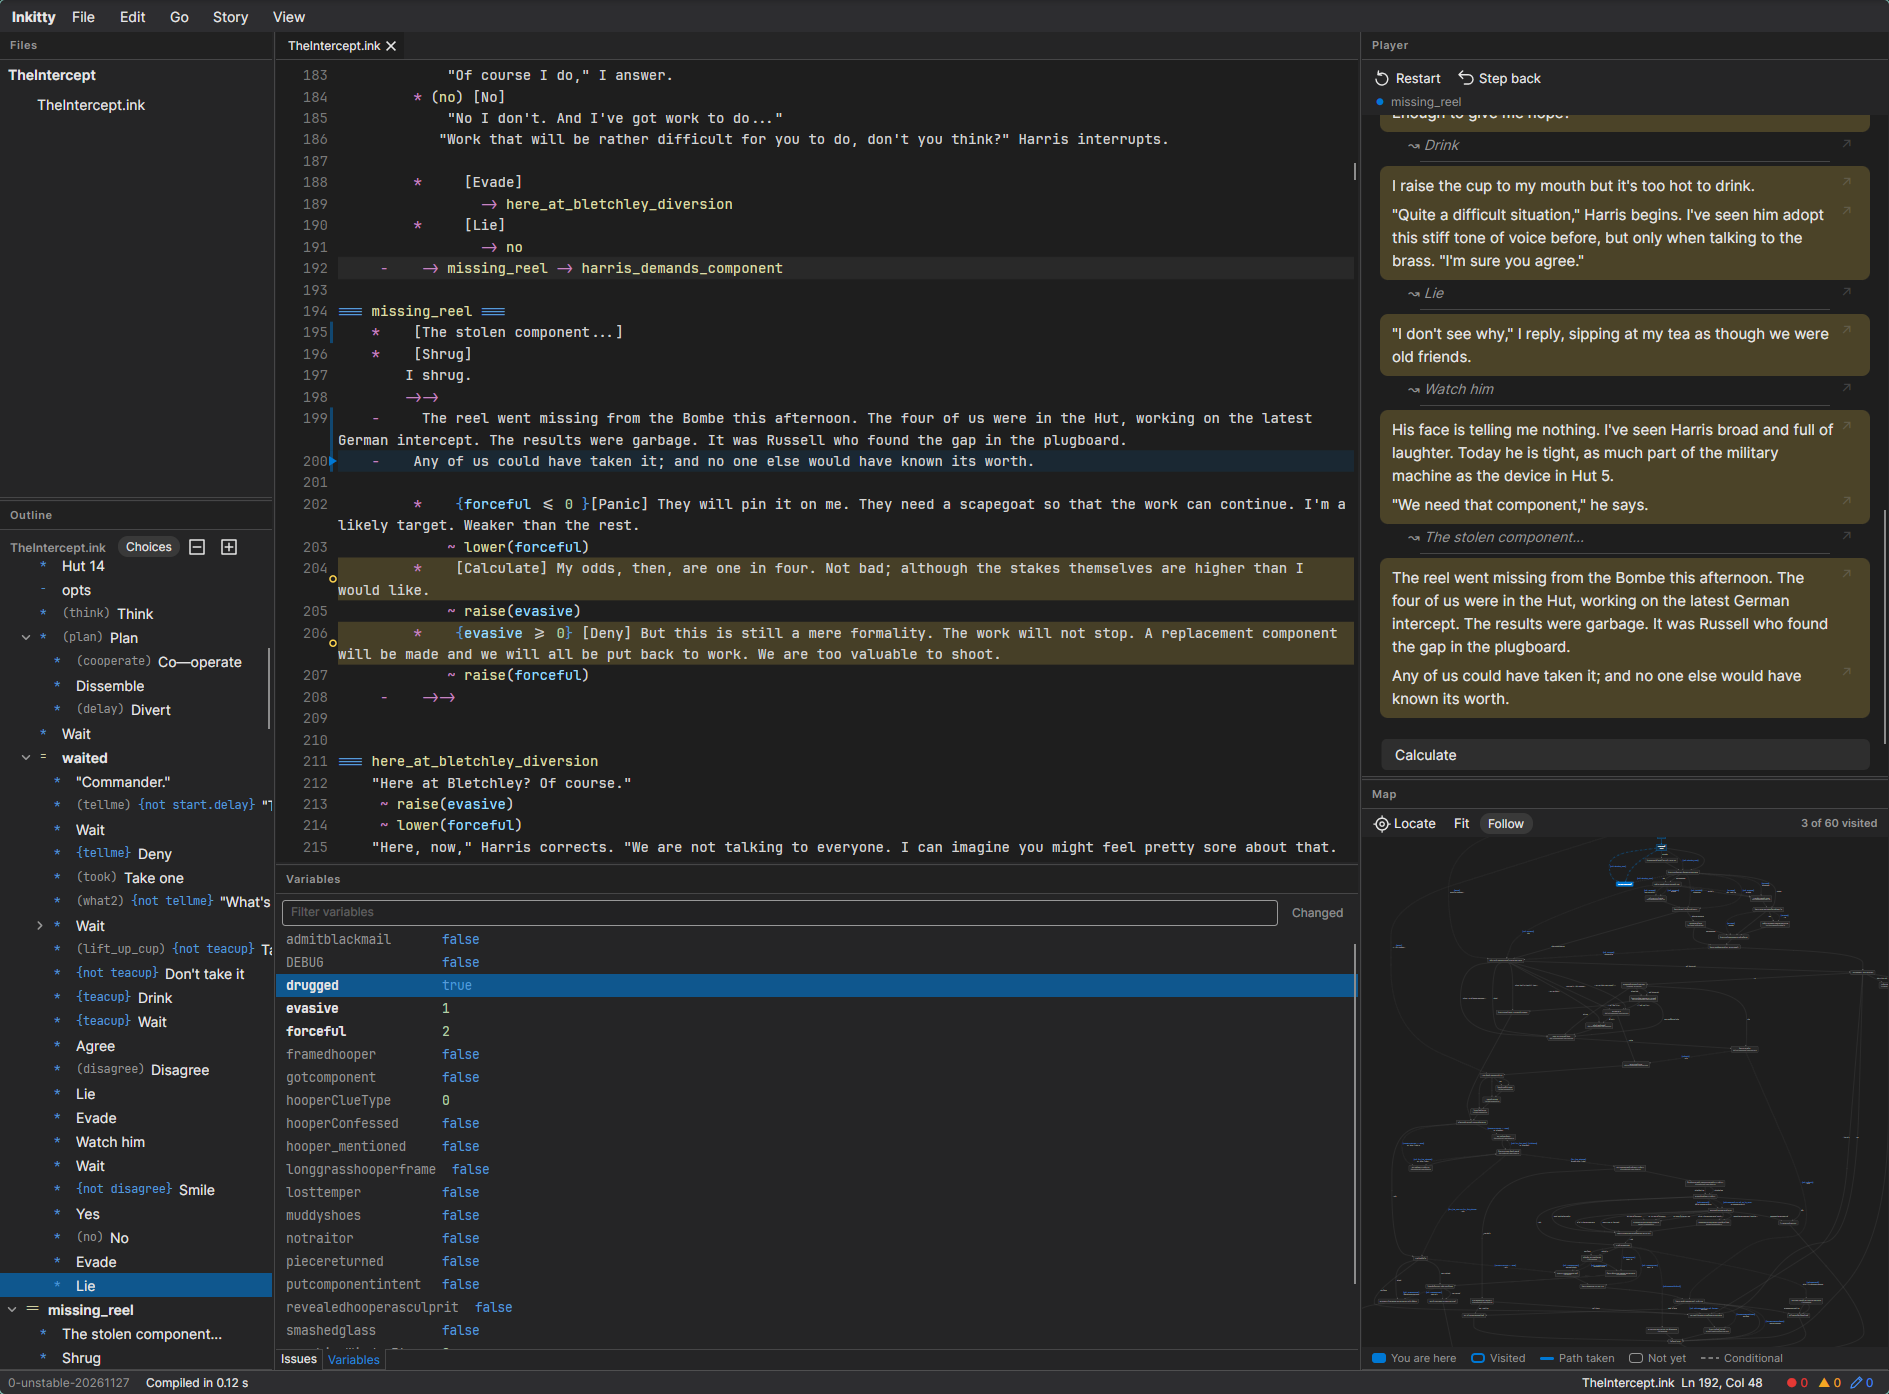 Inkitty File Edit Go Story View
Files
TheIntercept
TheIntercept.ink
Outline
TheIntercept.ink Choices
* Hut 14
- opts
* (think) Think
* (plan) Plan
* (cooperate) Co—operate
* Dissemble
* (delay) Divert
* Wait
= waited
* "Commander."
* (tellme) {not start.delay} "T
* Wait
* {tellme} Deny
* (took) Take one
* (what2) {not tellme} "What's
* Wait
* (lift_up_cup) {not teacup} Ta
* {not teacup} Don't take it
* {teacup} Drink
* {teacup} Wait
* Agree
* (disagree) Disagree
* Lie
* Evade
* Watch him
* Wait
* {not disagree} Smile
* Yes
* (no) No
* Evade
* Lie
== missing_reel
* The stolen component...
* Shrug
TheIntercept.ink
183 "Of course I do," I answer.
184 * (no) [No]
185 "No I don't. And I've got work to do..."
186 "Work that will be rather difficult for you to do, don't you think?" Harris interrupts.
187
188 * [Evade]
189 -> here_at_bletchley_diversion
190 * [Lie]
191 -> no
192 - -> missing_reel -> harris_demands_component
193
194 === missing_reel ===
195 * [The stolen component...]
196 * [Shrug]
197 I shrug.
198 ->->
199 - The reel went missing from the Bombe this afternoon. The four of us were in the Hut, working on the latest
German intercept. The results were garbage. It was Russell who found the gap in the plugboard.
200 - Any of us could have taken it; and no one else would have known its worth.
201
202 * {forceful <= 0 }[Panic] They will pin it on me. They need a scapegoat so that the work can continue. I'm a
likely target. Weaker than the rest.
203 ~ lower(forceful)
204 * [Calculate] My odds, then, are one in four. Not bad; although the stakes themselves are higher than I
would like.
205 ~ raise(evasive)
206 * {evasive >= 0} [Deny] But this is still a mere formality. The work will not stop. A replacement component
will be made and we will all be put back to work. We are too valuable to shoot.
207 ~ raise(forceful)
208 - ->->
209
210
211 === here_at_bletchley_diversion
212 "Here at Bletchley? Of course."
213 ~ raise(evasive)
214 ~ lower(forceful)
215 "Here, now," Harris corrects. "We are not talking to everyone. I can imagine you might feel pretty sore about that.
Variables
Filter variables Changed
admitblackmail false
DEBUG false
drugged true
evasive 1
forceful 2
framedhooper false
gotcomponent false
hooperClueType 0
hooperConfessed false
hooper_mentioned false
longgrasshooperframe false
losttemper false
muddyshoes false
notraitor false
piecereturned false
putcomponentintent false
revealedhooperasculprit false
smashedglass false
Issues Variables
Player
Restart Step back
missing_reel
Enough to give me hope?
Drink
I raise the cup to my mouth but it's too hot to drink.
"Quite a difficult situation," Harris begins. I've seen him adopt
this stiff tone of voice before, but only when talking to the
brass. "I'm sure you agree."
Lie
"I don't see why," I reply, sipping at my tea as though we were
old friends.
Watch him
His face is telling me nothing. I've seen Harris broad and full of
laughter. Today he is tight, as much part of the military
machine as the device in Hut 5.
"We need that component," he says.
The stolen component...
The reel went missing from the Bombe this afternoon. The
four of us were in the Hut, working on the latest German
intercept. The results were garbage. It was Russell who found
the gap in the plugboard.
Any of us could have taken it; and no one else would have
known its worth.
Calculate
Map
Locate Fit Follow 3 of 60 visited
You are here Visited Path taken Not yet Conditional
0-unstable-20261127 Compiled in 0.12 s
TheIntercept.ink Ln 192, Col 48 0 0 0